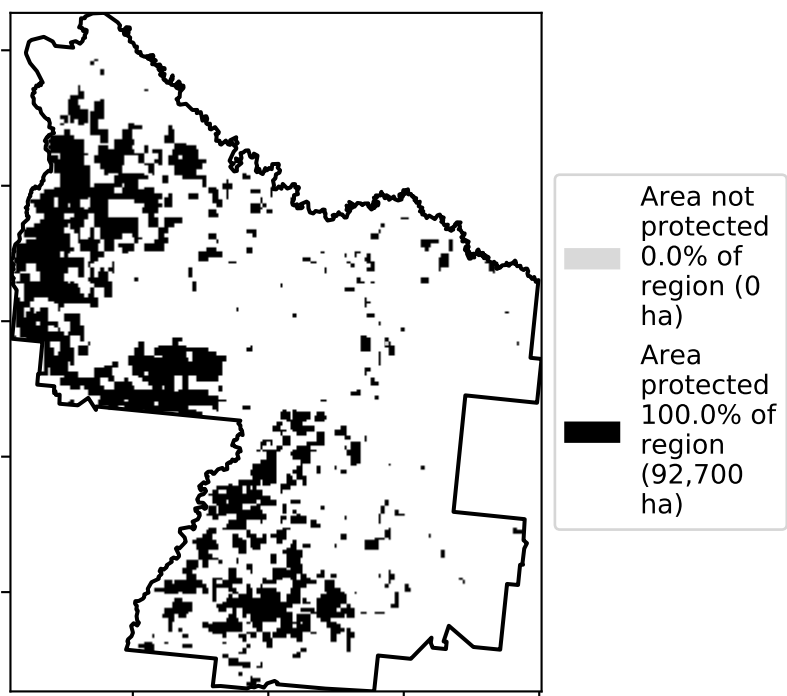 Area not
protected
0.0% of
region (0
ha)
Area
protected
100.0% of
region
(92,700
ha)